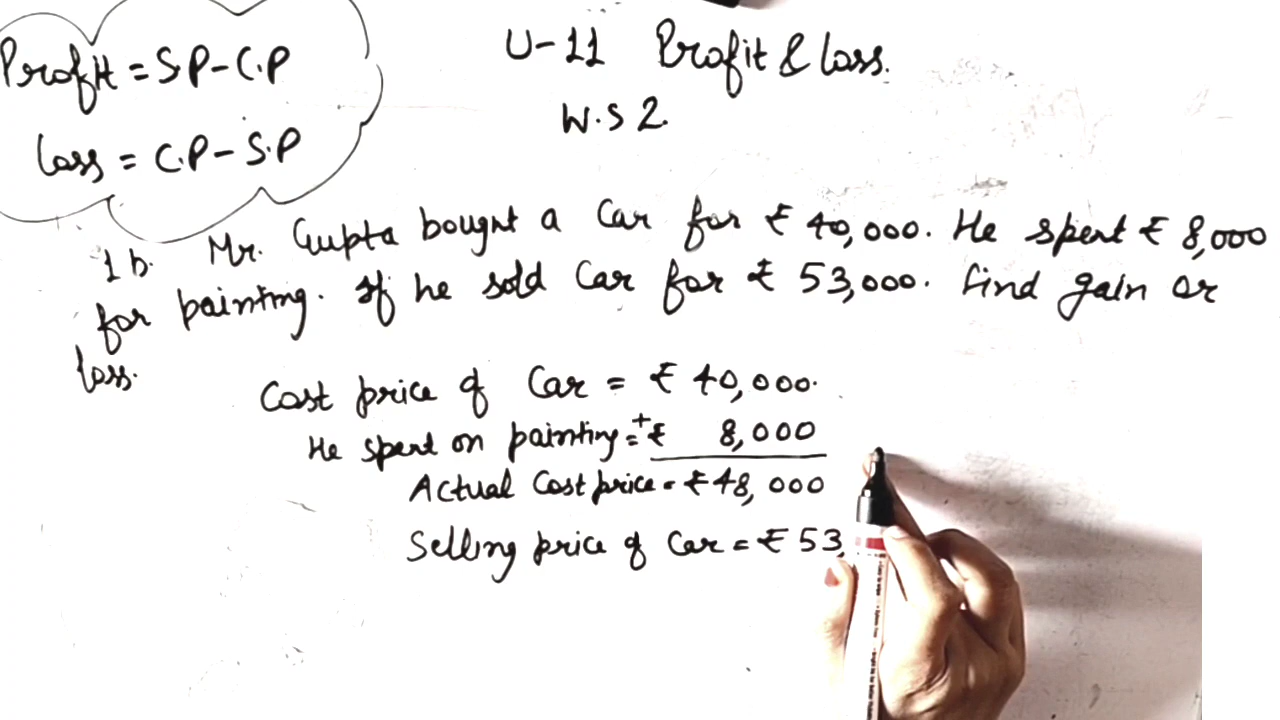 Profit = S.P - C.P
Loss = C.P - S.P
U-11 Profit & Loss.
W.S 2.
1 b. Mr. Gupta bought a Car for ₹ 40,000. He spent ₹ 8,000
for painting. If he sold Car for ₹ 53,000. find gain or
loss.
Cost price of Car = ₹ 40,000.
He spent on painting = +₹ 8,000
Actual Cost price = ₹48,000
Selling price of Car = ₹ 53,